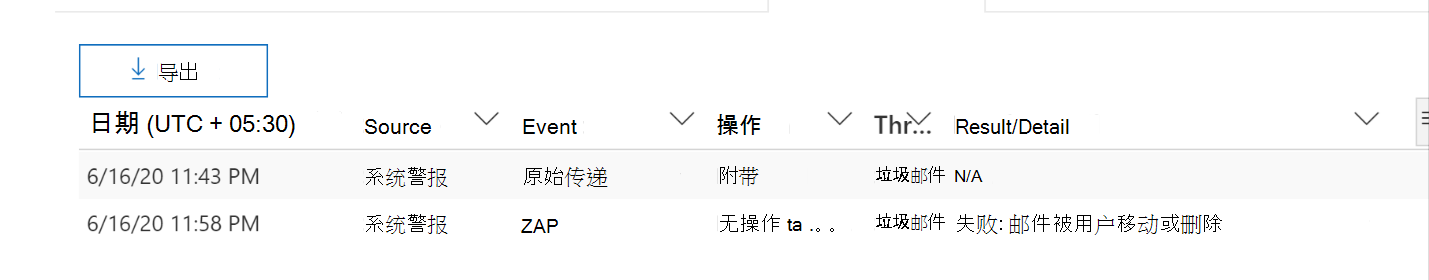 导出
日期 (UTC + 05:30) Source Event 操作 Thr... Result/Detail
6/16/20 11:43 PM 系统警报 原始传递 附带 垃圾邮件 N/A
6/16/20 11:58 PM 系统警报 ZAP 无操作 ta .。。 垃圾邮件 失败: 邮件被用户移动或删除